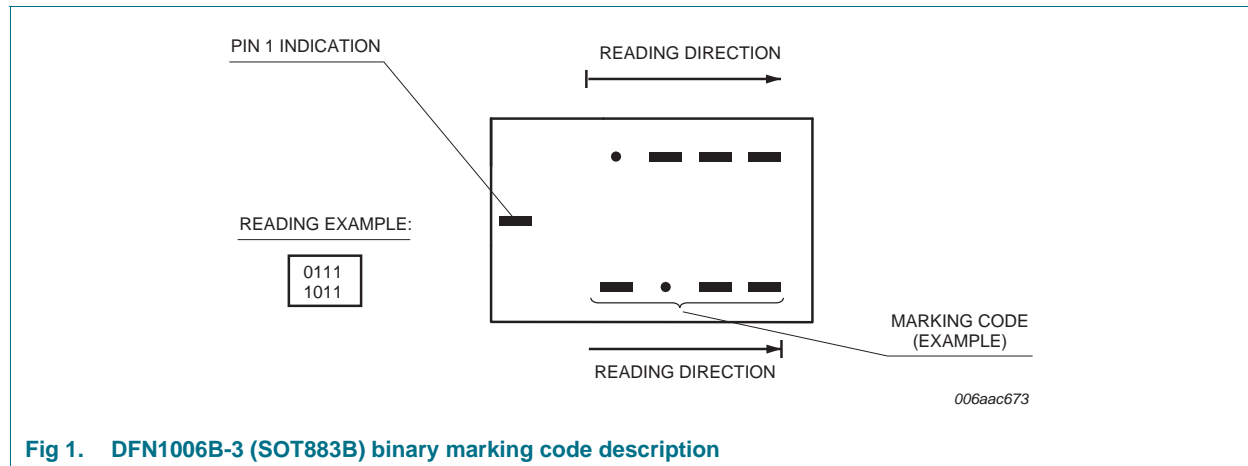 PIN 1 INDICATION
READING DIRECTION
READING EXAMPLE:
0111
1011
MARKING CODE
(EXAMPLE)
READING DIRECTION
006aac673
Fig 1. DFN1006B-3 (SOT883B) binary marking code description